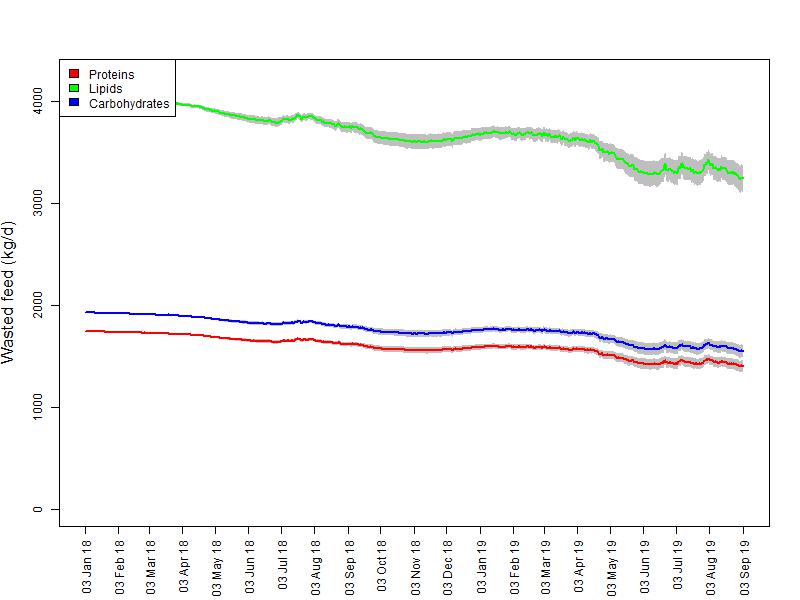 Proteins
Lipids
Carbohydrates
Wasted feed (kg/d)
4000
3000
2000
1000
0
03 Jan 18
03 Feb 18
03 Mar 18
03 Apr 18
03 May 18
03 Jun 18
03 Jul 18
03 Aug 18
03 Sep 18
03 Oct 18
03 Nov 18
03 Dec 18
03 Jan 19
03 Feb 19
03 Mar 19
03 Apr 19
03 May 19
03 Jun 19
03 Jul 19
03 Aug 19
03 Sep 19